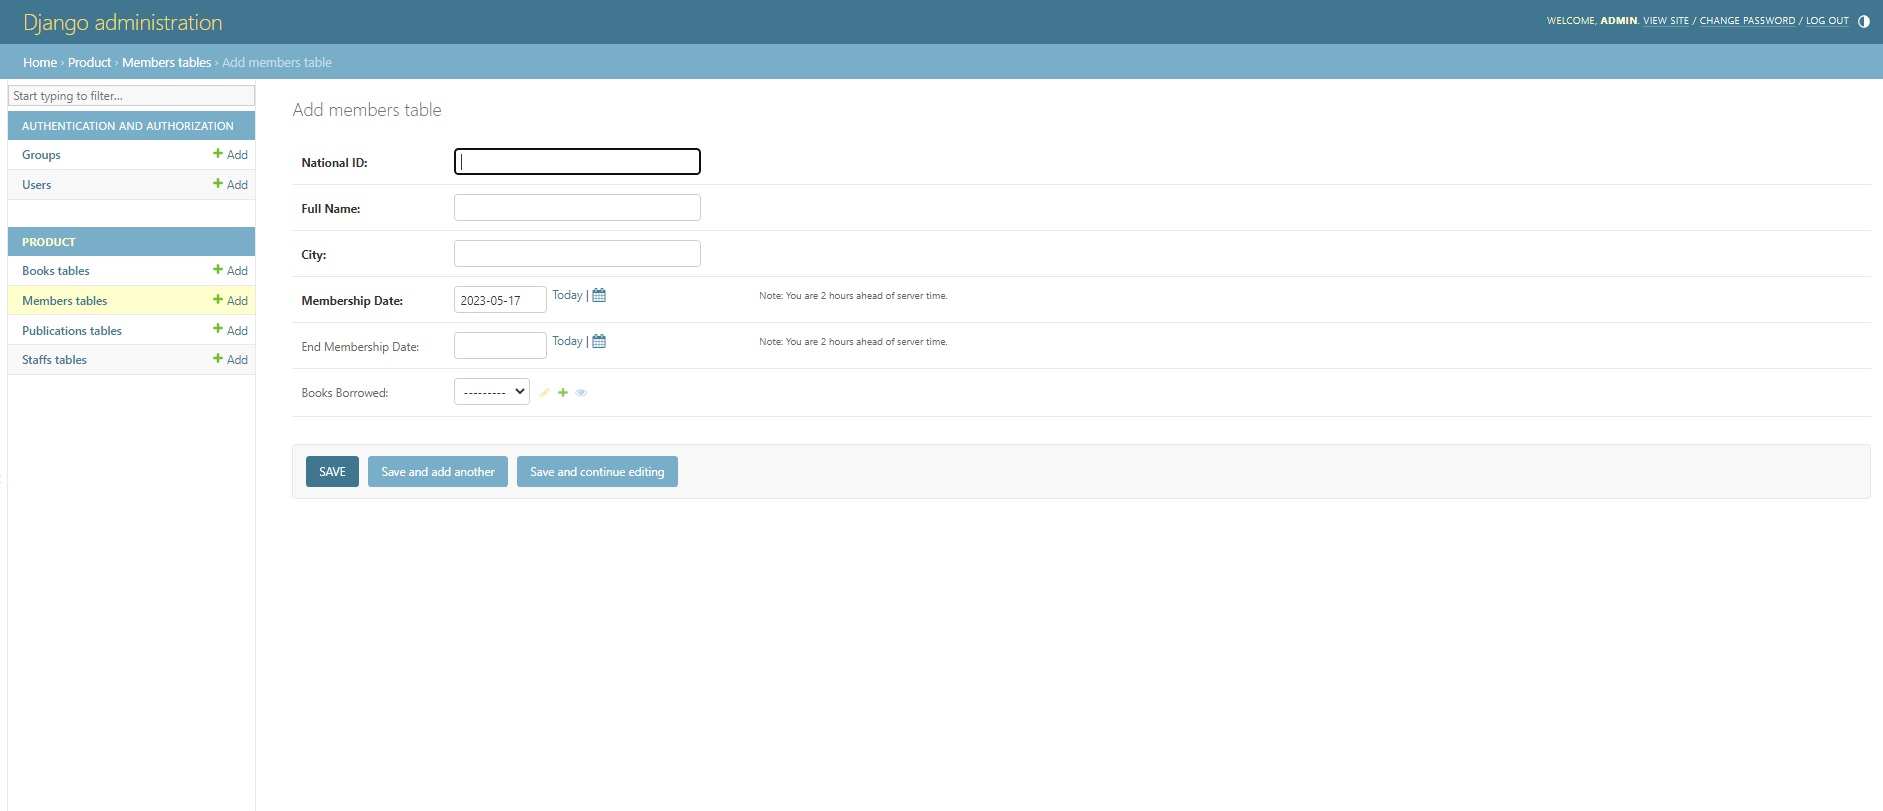 Django administration
WELCOME, ADMIN. VIEW SITE / CHANGE PASSWORD / LOG OUT
Home › Product › Members tables › Add members table
Start typing to filter...
AUTHENTICATION AND AUTHORIZATION
Groups + Add
Users + Add
PRODUCT
Books tables + Add
Members tables + Add
Publications tables + Add
Staffs tables + Add
Add members table
National ID:
Full Name:
City:
Membership Date: 2023-05-17 Today | Note: You are 2 hours ahead of server time.
End Membership Date: Today | Note: You are 2 hours ahead of server time.
Books Borrowed: ---------
SAVE Save and add another Save and continue editing